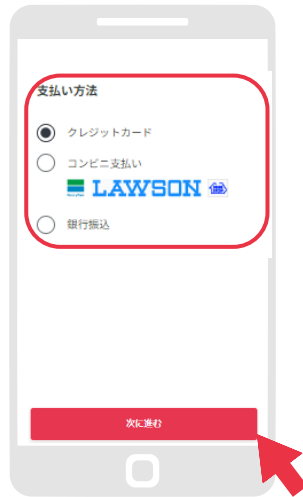 支払い方法
クレジットカード
コンビニ支払い
LAWSON
銀行振込
次に進む